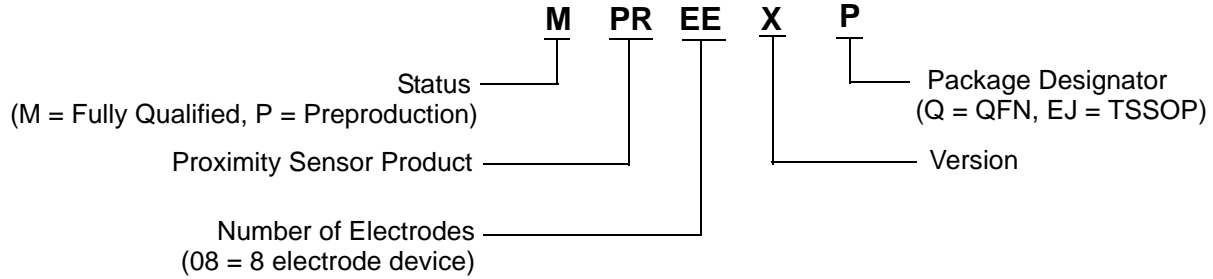 M PR EE X P
Status
(M = Fully Qualified, P = Preproduction)
Package Designator
(Q = QFN, EJ = TSSOP)
Proximity Sensor Product
Version
Number of Electrodes
(08 = 8 electrode device)